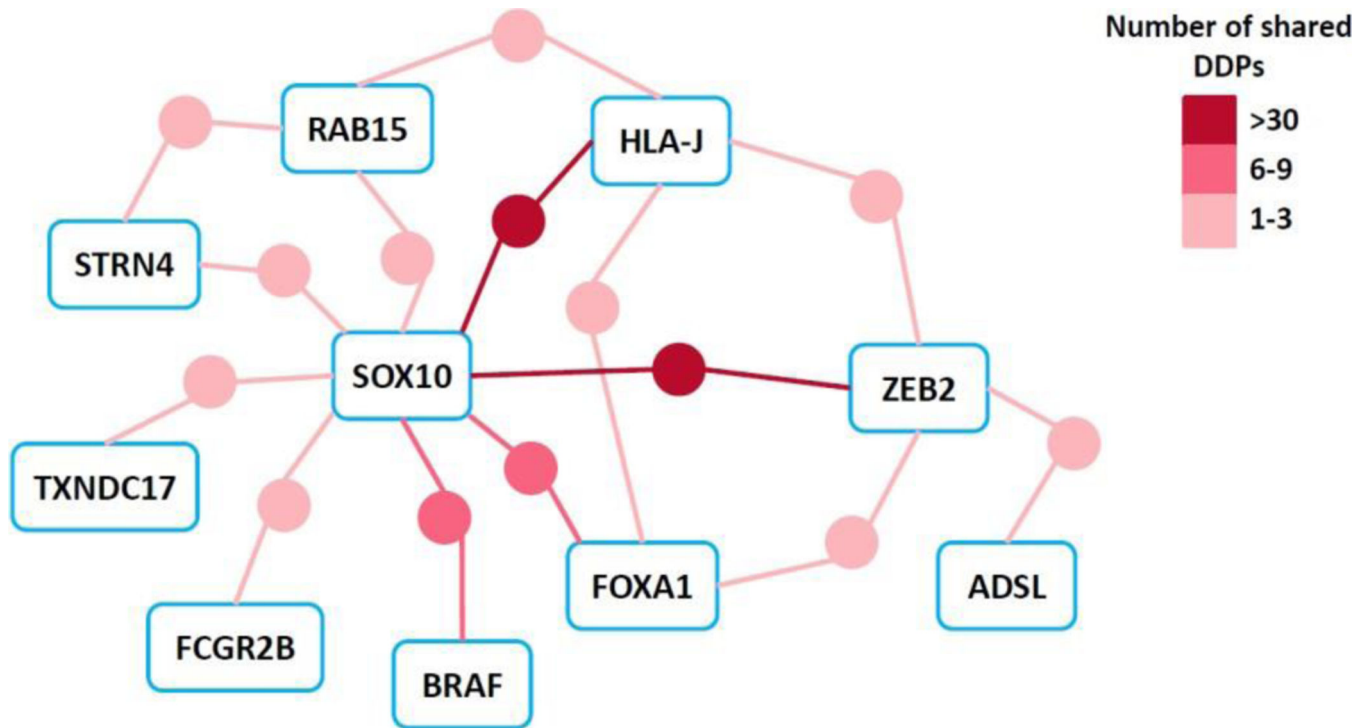 Number of shared
DDPs
>30
6-9
1-3
RAB15
HLA-J
STRN4
SOX10
ZEB2
TXNDC17
FOXA1
ADSL
FCGR2B
BRAF